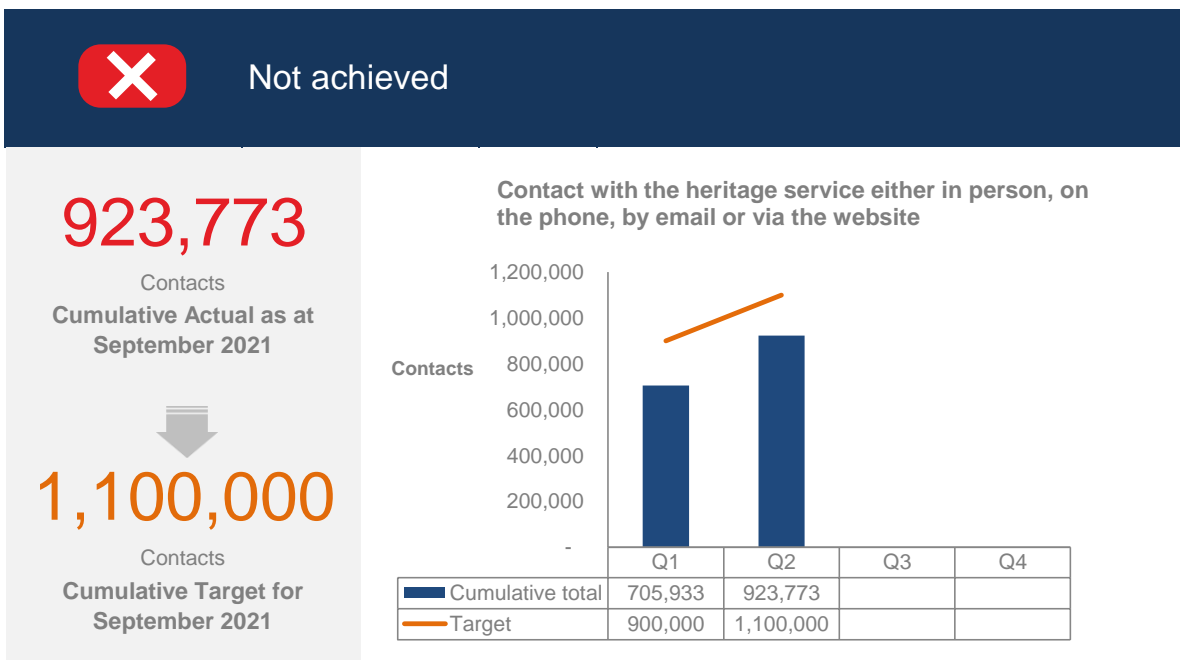 Not achieved
923,773
Contacts
Cumulative Actual as at
September 2021
1,100,000
Contacts
Cumulative Target for
September 2021
Contact with the heritage service either in person, on
the phone, by email or via the website
Contacts
1,200,000
1,000,000
800,000
600,000
400,000
200,000
-
Q1 Q2 Q3 Q4
Cumulative total 705,933 923,773
Target 900,000 1,100,000